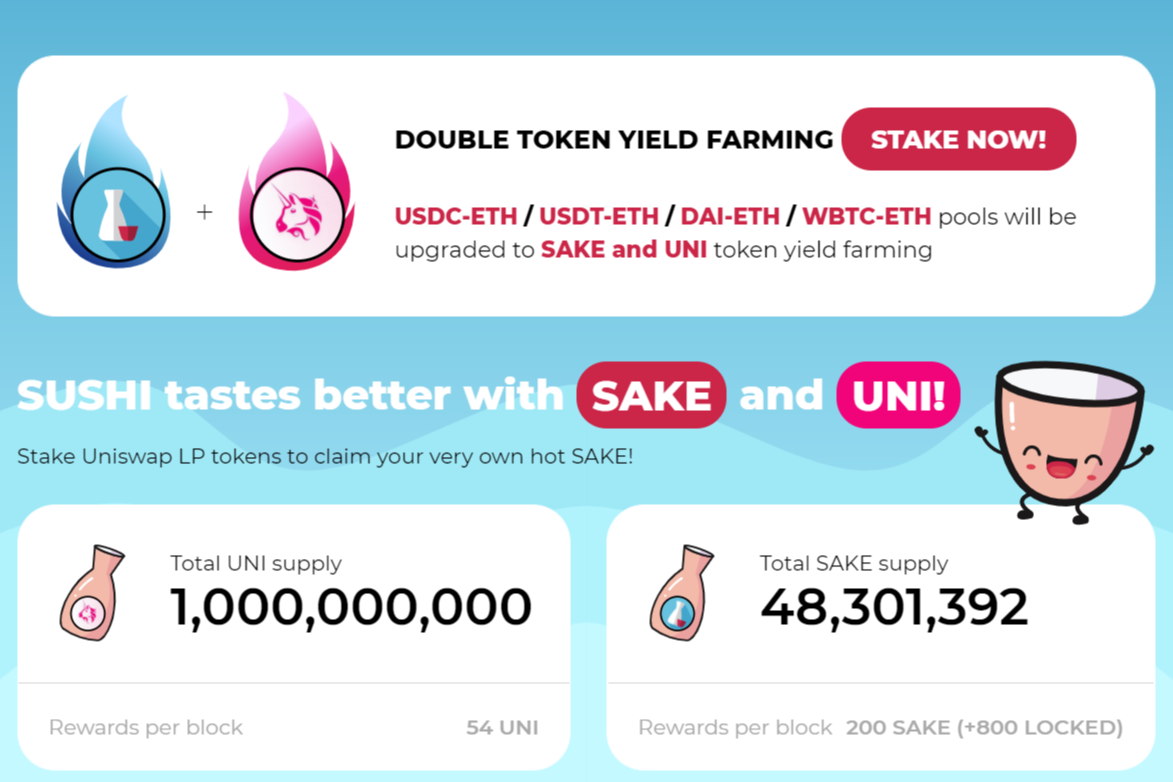 DOUBLE TOKEN YIELD FARMING STAKE NOW!
+
USDC-ETH / USDT-ETH / DAI-ETH / WBTC-ETH pools will be
upgraded to SAKE and UNI token yield farming
SUSHI tastes better with SAKE and UNI!
Stake Uniswap LP tokens to claim your very own hot SAKE!
Total UNI supply
1,000,000,000
Rewards per block 54 UNI
Total SAKE supply
48,301,392
Rewards per block 200 SAKE (+800 LOCKED)